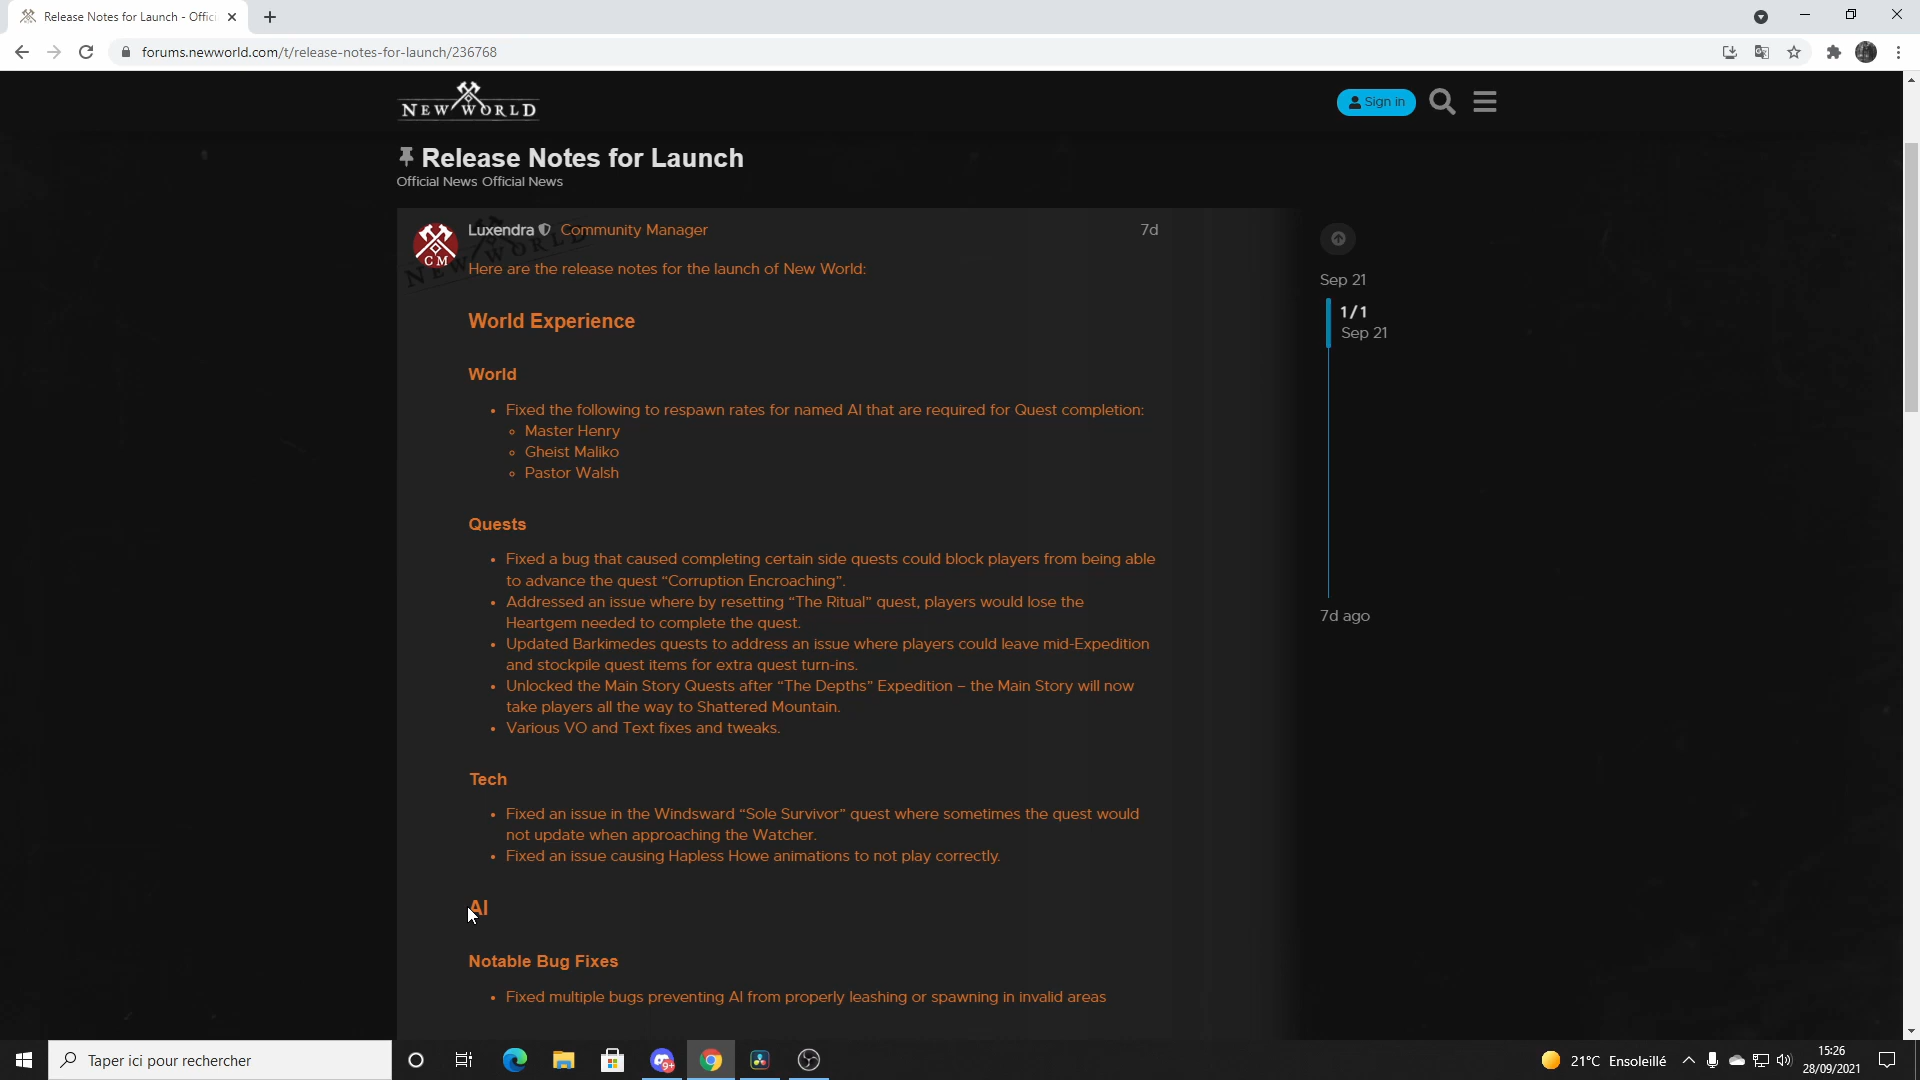 Release Notes for Launch - Offici
forums.newworld.com/t/release-notes-for-launch/236768
NEW WORLD
Sign in
Release Notes for Launch
Official News Official News
CM
NEW WORLD
Luxendra Community Manager 7d
Here are the release notes for the launch of New World:
World Experience
World
• Fixed the following to respawn rates for named AI that are required for Quest completion:
◦ Master Henry
◦ Gheist Maliko
◦ Pastor Walsh
Quests
• Fixed a bug that caused completing certain side quests could block players from being able
to advance the quest “Corruption Encroaching”.
• Addressed an issue where by resetting “The Ritual” quest, players would lose the
Heartgem needed to complete the quest.
• Updated Barkimedes quests to address an issue where players could leave mid-Expedition
and stockpile quest items for extra quest turn-ins.
• Unlocked the Main Story Quests after “The Depths” Expedition – the Main Story will now
take players all the way to Shattered Mountain.
• Various VO and Text fixes and tweaks.
Tech
• Fixed an issue in the Windsward “Sole Survivor” quest where sometimes the quest would
not update when approaching the Watcher.
• Fixed an issue causing Hapless Howe animations to not play correctly.
AI
Notable Bug Fixes
• Fixed multiple bugs preventing AI from properly leashing or spawning in invalid areas
Sep 21
1/1
Sep 21
7d ago
Taper ici pour rechercher
9+
21°C Ensoleillé
15:26
28/09/2021